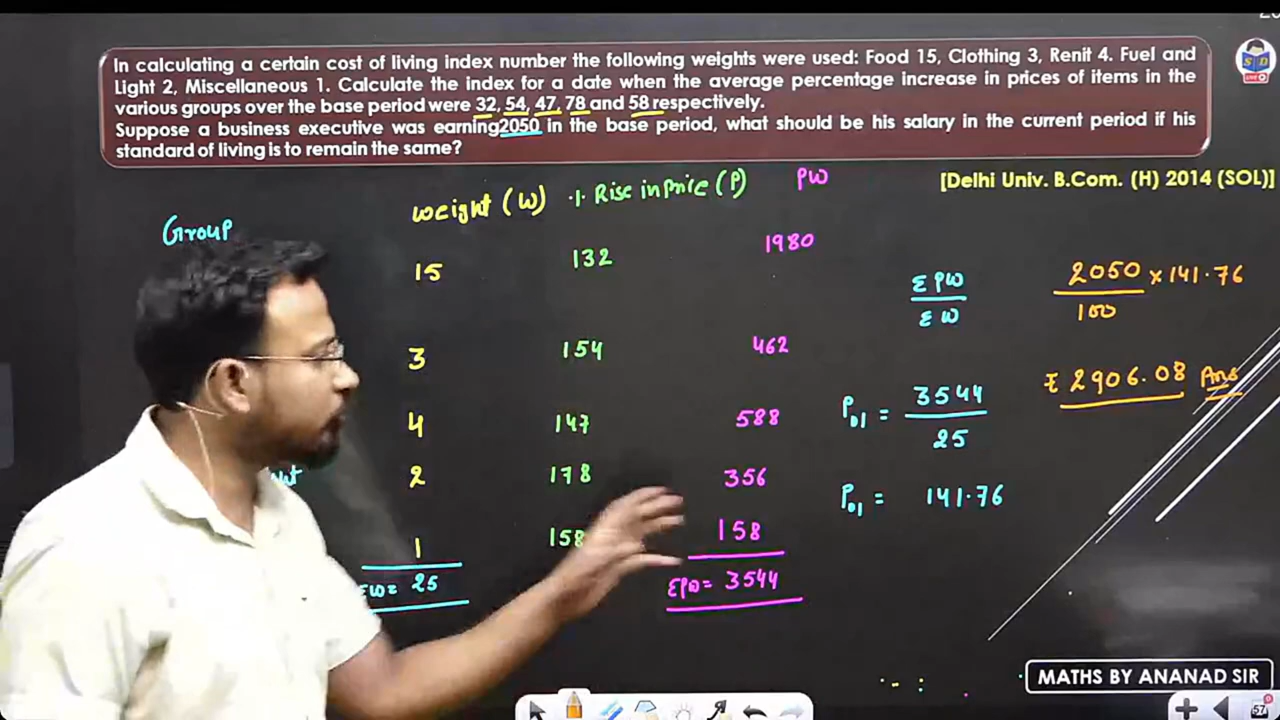 In calculating a certain cost of living index number the following weights were used: Food 15, Clothing 3, Renit 4. Fuel and
Light 2, Miscellaneous 1. Calculate the index for a date when the average percentage increase in prices of items in the
various groups over the base period were 32, 54, 47, 78 and 58 respectively.
Suppose a business executive was earning2050 in the base period, what should be his salary in the current period if his
standard of living is to remain the same?
[Delhi Univ. B.Com. (H) 2014 (SOL)]
Group Weight (W) % Rise in Price (P) PW
15 132 1980
3 154 462
4 147 588
2 178 356
1 158 158
ΣW = 25 ΣPW = 3544
ΣPW
ΣW
P01 = 3544
25
P01 = 141.76
2050 × 141.76
100
₹ 2906.08 Ans
MATHS BY ANANAD SIR
57